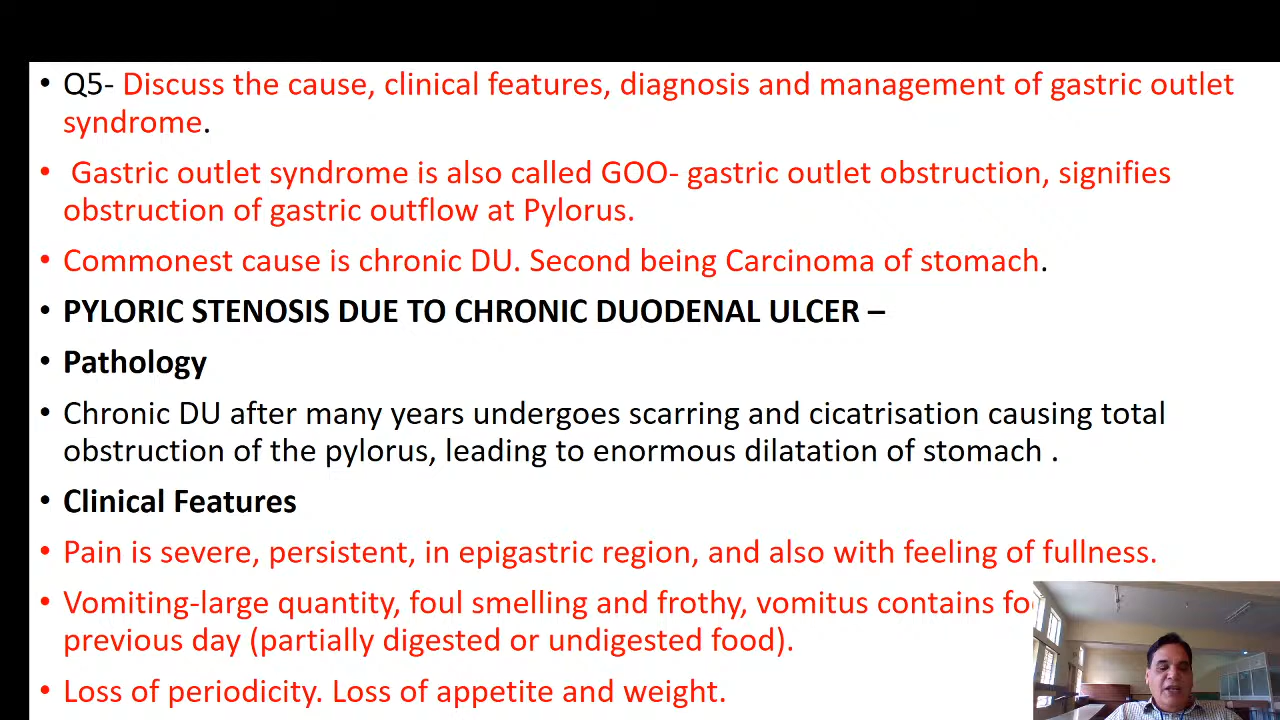 • Q5- Discuss the cause, clinical features, diagnosis and management of gastric outlet
syndrome.
• Gastric outlet syndrome is also called GOO- gastric outlet obstruction, signifies
obstruction of gastric outflow at Pylorus.
• Commonest cause is chronic DU. Second being Carcinoma of stomach.
• PYLORIC STENOSIS DUE TO CHRONIC DUODENAL ULCER –
• Pathology
• Chronic DU after many years undergoes scarring and cicatrisation causing total
obstruction of the pylorus, leading to enormous dilatation of stomach .
• Clinical Features
• Pain is severe, persistent, in epigastric region, and also with feeling of fullness.
• Vomiting-large quantity, foul smelling and frothy, vomitus contains
previous day (partially digested or undigested food).
• Loss of periodicity. Loss of appetite and weight.